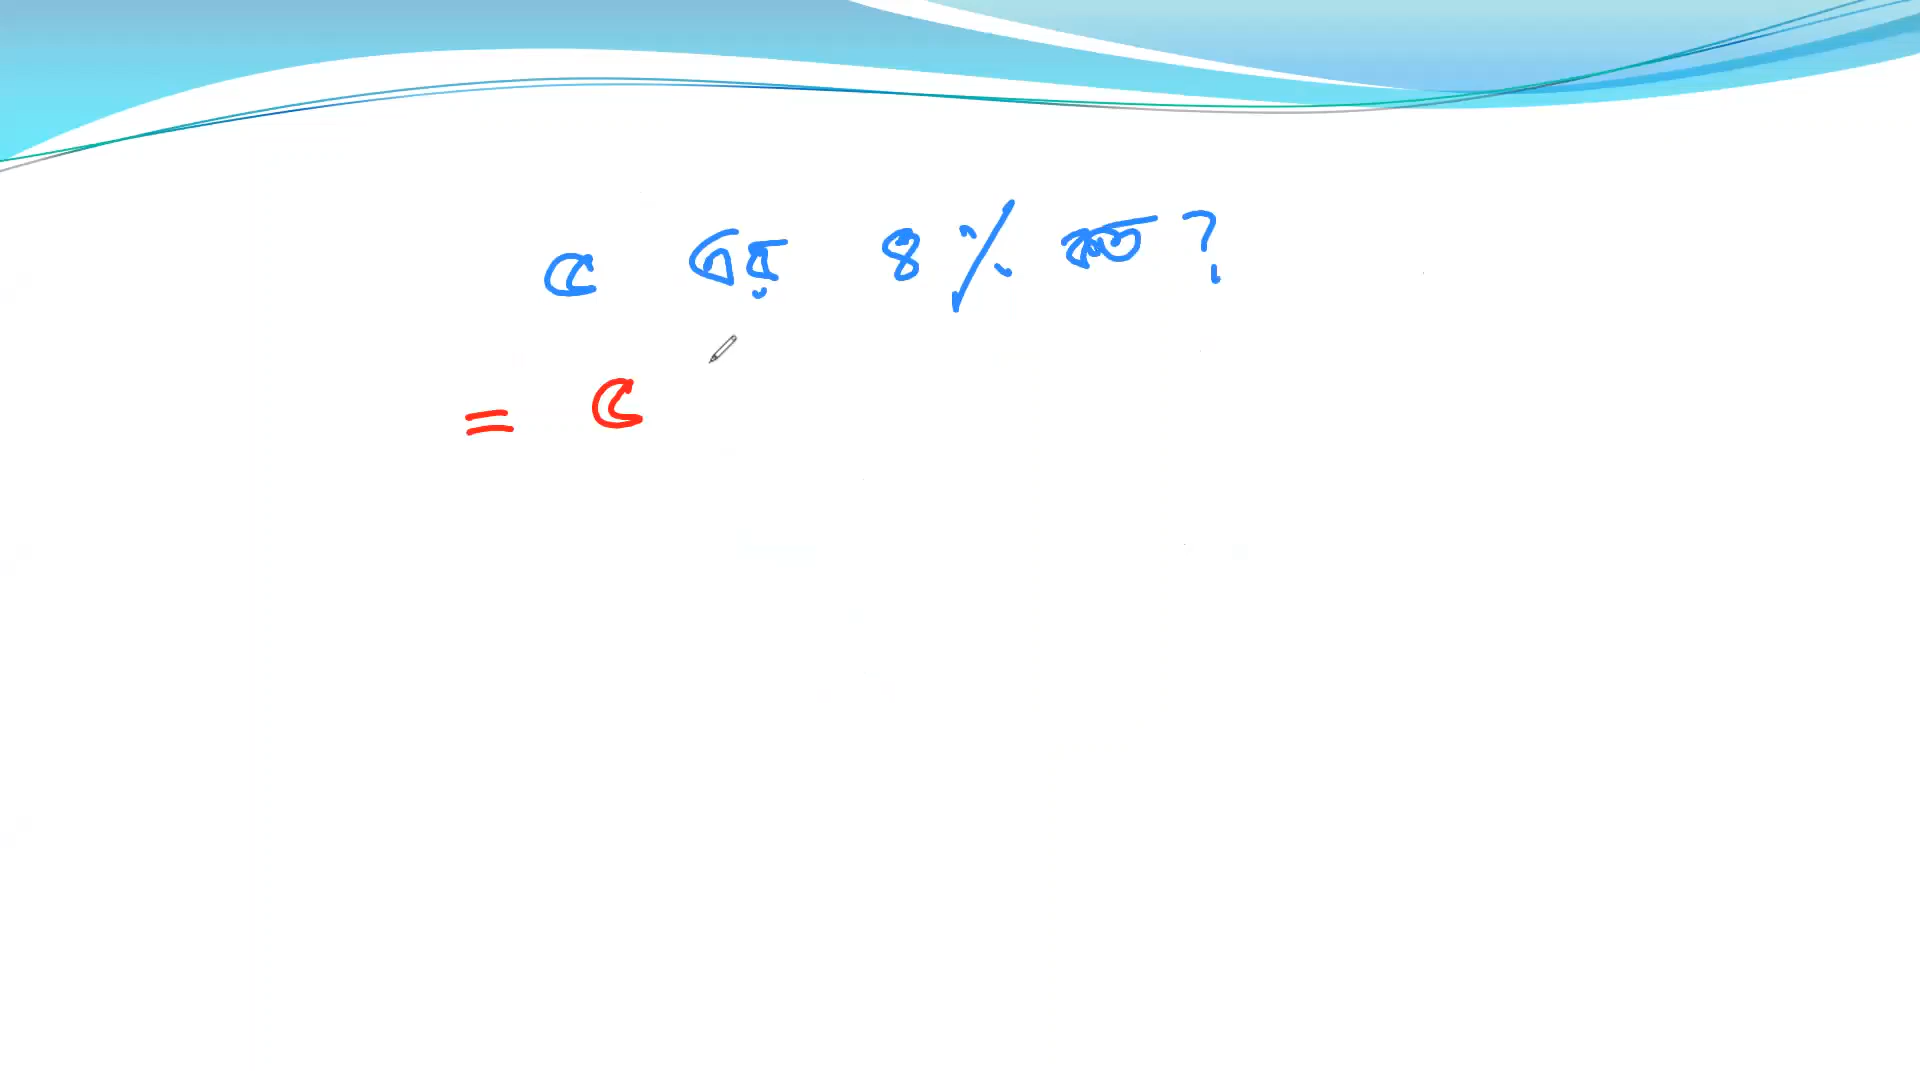 ৫ এর ৪% কত?
= ৫